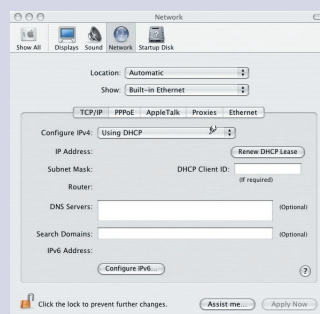 Network
Show All Displays Sound Network Startup Disk
Location: Automatic
Show: Built-in Ethernet
TCP/IP PPPoE AppleTalk Proxies Ethernet
Configure IPv4: Using DHCP
IP Address: Renew DHCP Lease
Subnet Mask: DHCP Client ID:
(If required)
Router:
DNS Servers: (Optional)
Search Domains: (Optional)
IPv6 Address:
Configure IPv6... ?
Click the lock to prevent further changes. Assist me... Apply Now